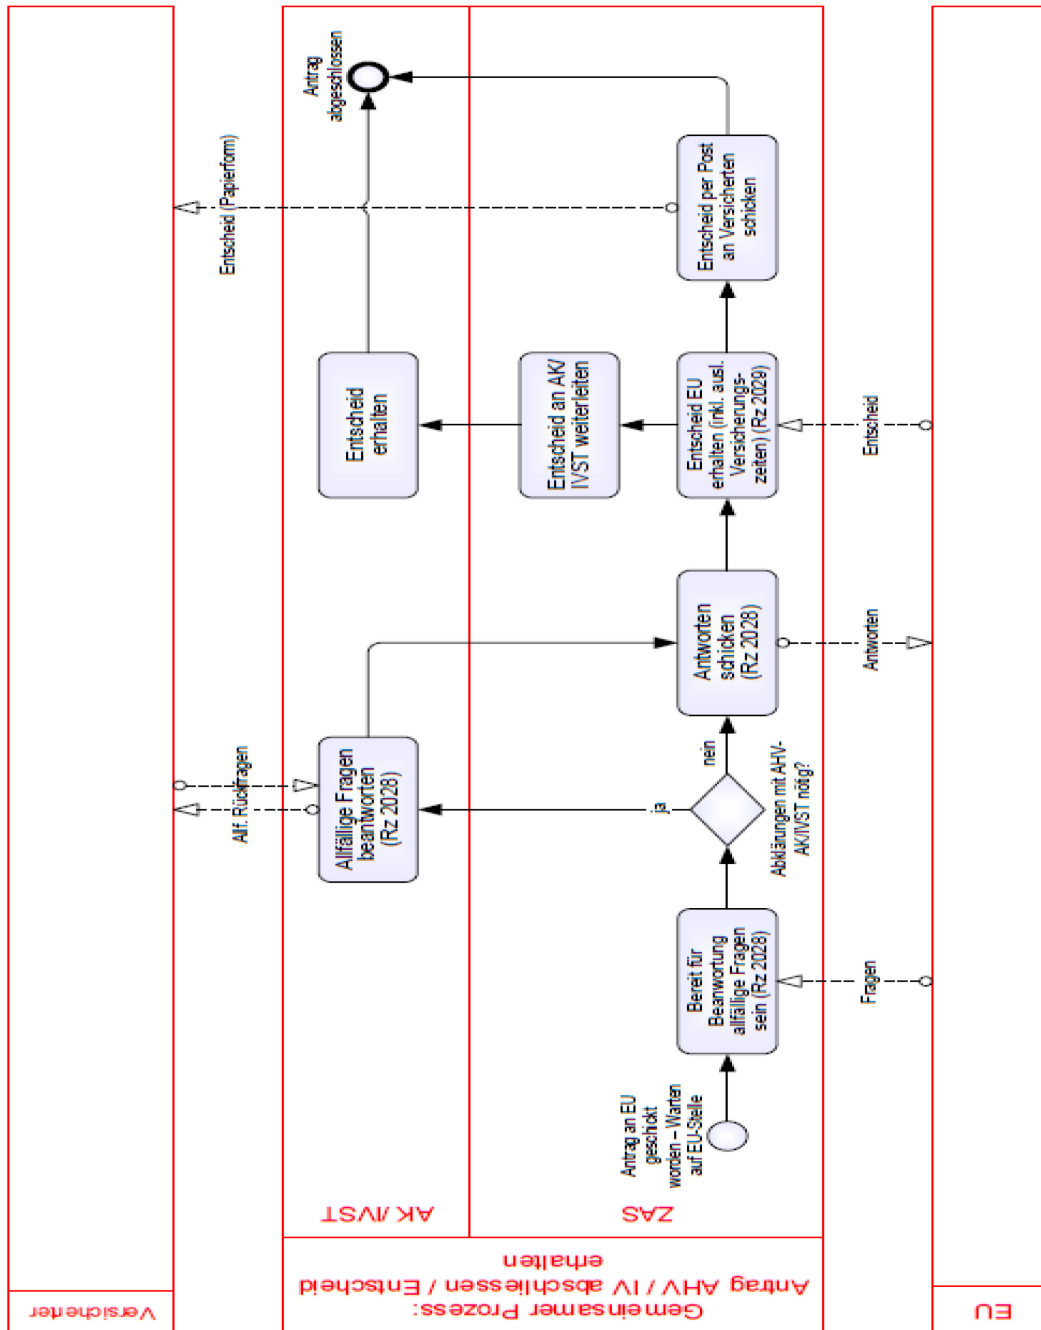 Versicherter
Gemeinsamer Prozess:
Antrag AHV / IV abschliessen / Entscheid
erhalten
AK /IVST
ZAS
EU
Antrag an EU
geschickt
worden – Warten
auf EU-Stelle
Bereit für
Beanwortung
allfällige Fragen
sein (Rz 2028)
Fragen
Abklärungen mit AHV-
AK/IVST nötig?
ja
nein
Allfällige Fragen
beantworten
(Rz 2028)
Allf. Rückfragen
Antworten
schicken
(Rz 2028)
Antworten
Entscheid EU
erhalten (inkl. ausl.
Versicherungs-
zeiten) (Rz 2029)
Entscheid
Entscheid an AK/
IVST weiterleiten
Entscheid
erhalten
Entscheid per Post
an Versicherten
schicken
Entscheid (Papierform)
Antrag
abgeschlossen